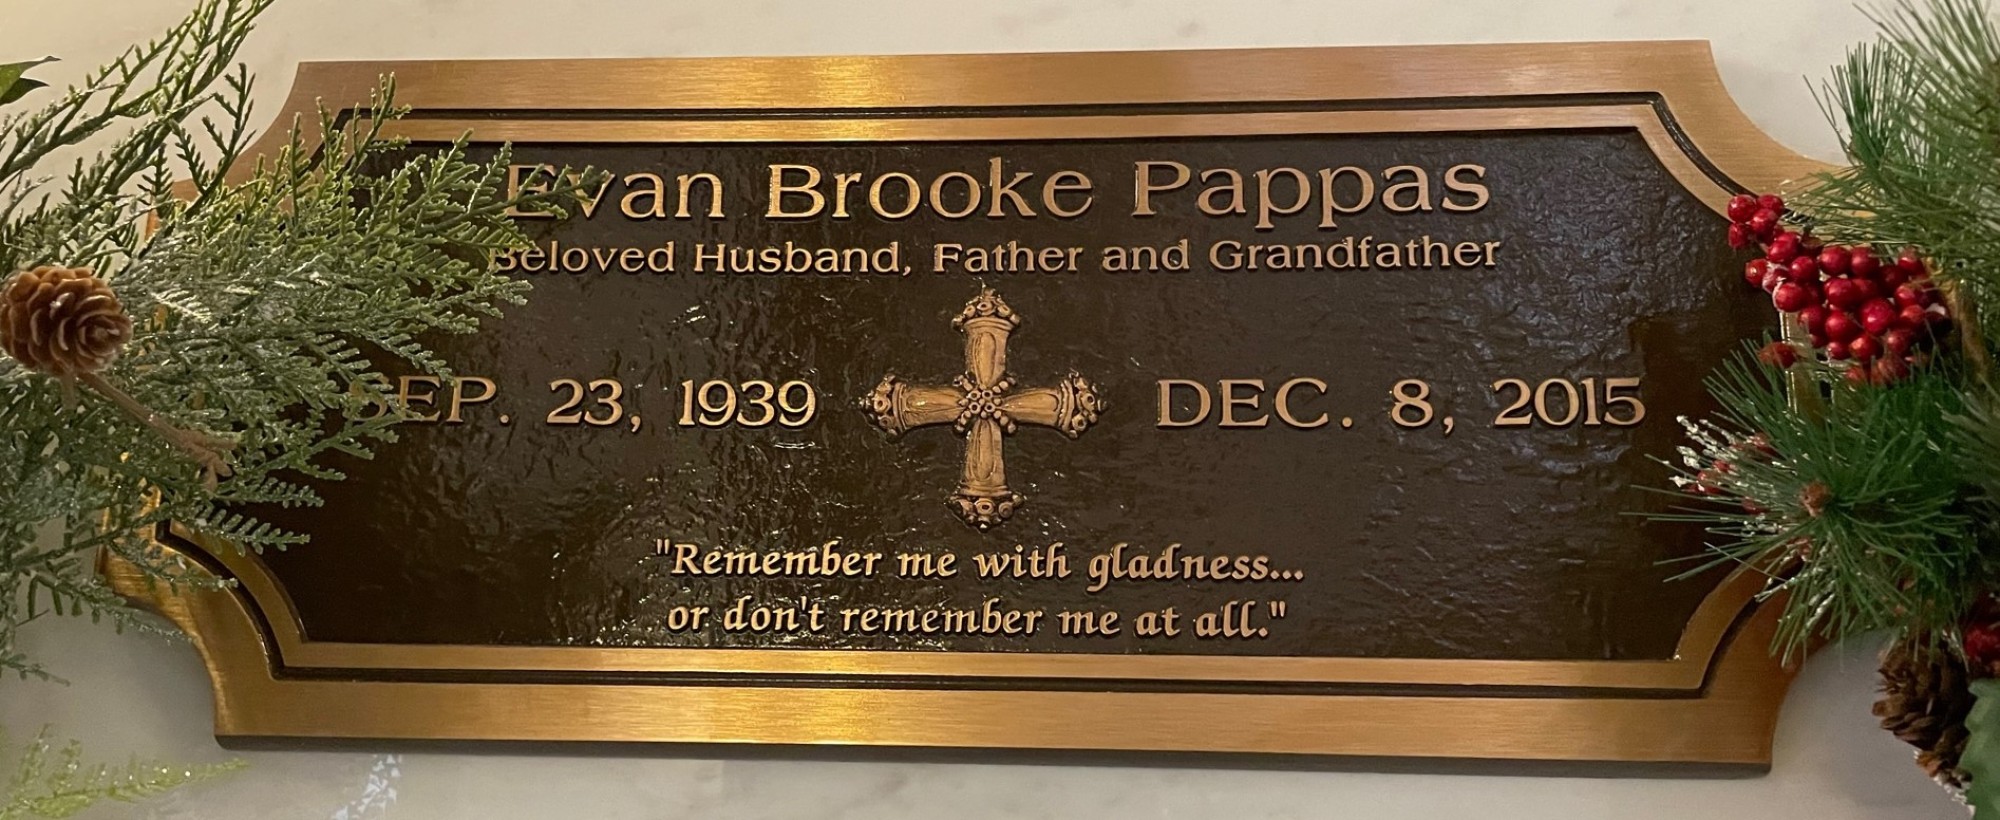 Evan Brooke Pappas
Beloved Husband, Father and Grandfather
SEP. 23, 1939 DEC. 8, 2015
"Remember me with gladness...
or don't remember me at all."